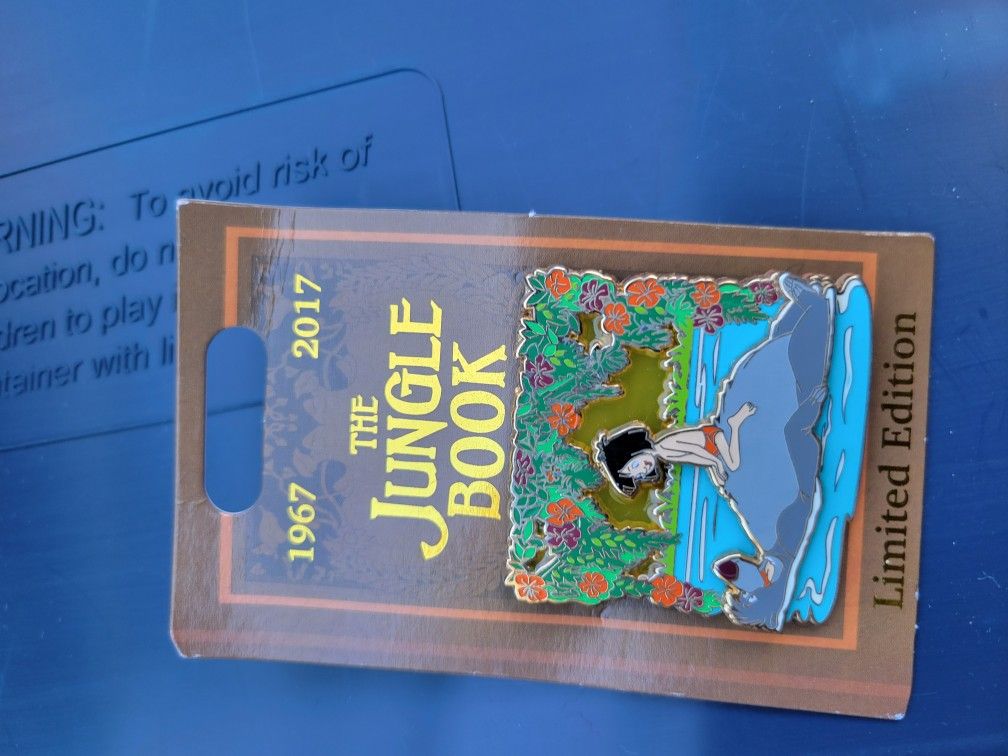 RNING: To avoid risk of
ocation, do n
dren to play
tainer with li
1967 2017
THE
JUNGLE
BOOK
Limited Edition